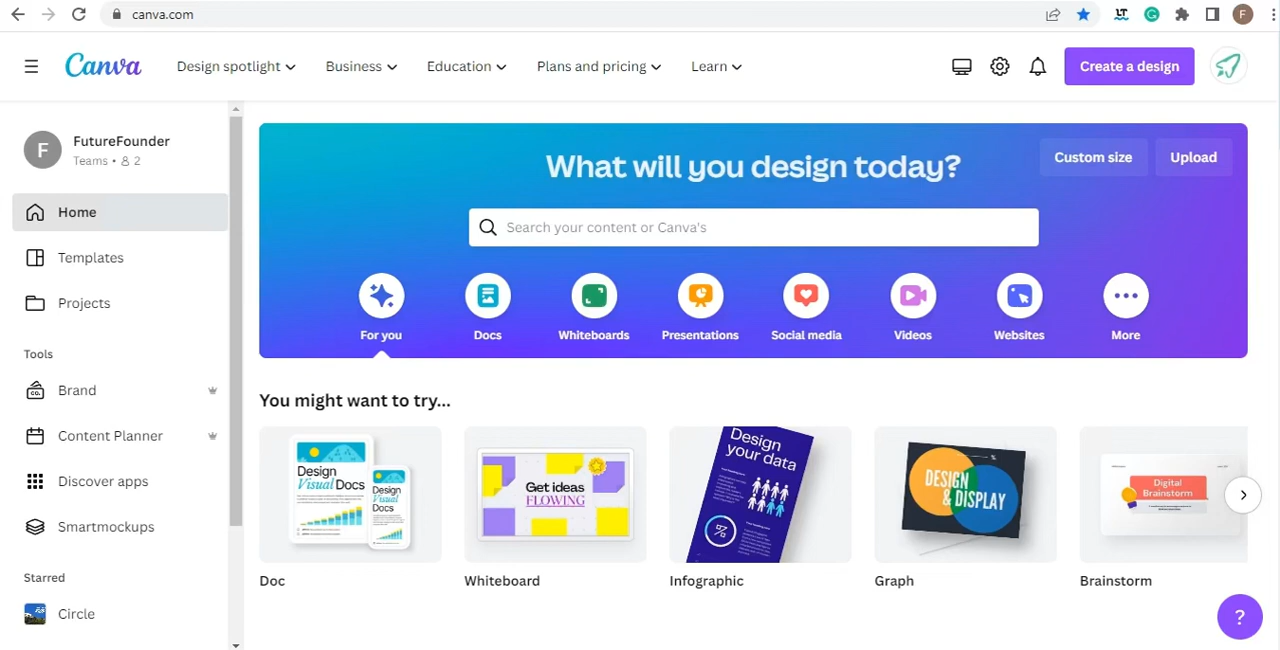 canva.com
LT
G
F
Canva
Design spotlight
Business
Education
Plans and pricing
Learn
Create a design
F
FutureFounder
Teams • 2
Home
Templates
Projects
Tools
CO.
Brand
Content Planner
Discover apps
Smartmockups
Starred
Circle
What will you design today?
Custom size
Upload
Search your content or Canva's
For you
Docs
Whiteboards
Presentations
Social media
Videos
Websites
More
You might want to try...
Design
Visual Docs
Design
Visual
Docs
Doc
Get ideas
FLOWING
Whiteboard
Design
your data
%
Infographic
DESIGN
& DISPLAY
Graph
Digital
Brainstorm
Brainstorm
?